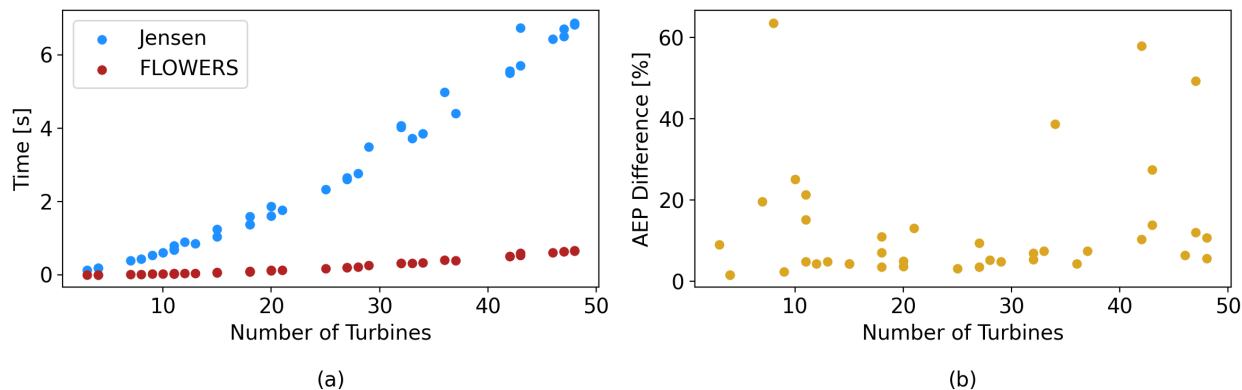 Jensen
FLOWERS
Time [s]
6
4
2
0
10
20
30
40
50
Number of Turbines
(a)
AEP Difference [%]
60
40
20
0
10
20
30
40
50
Number of Turbines
(b)